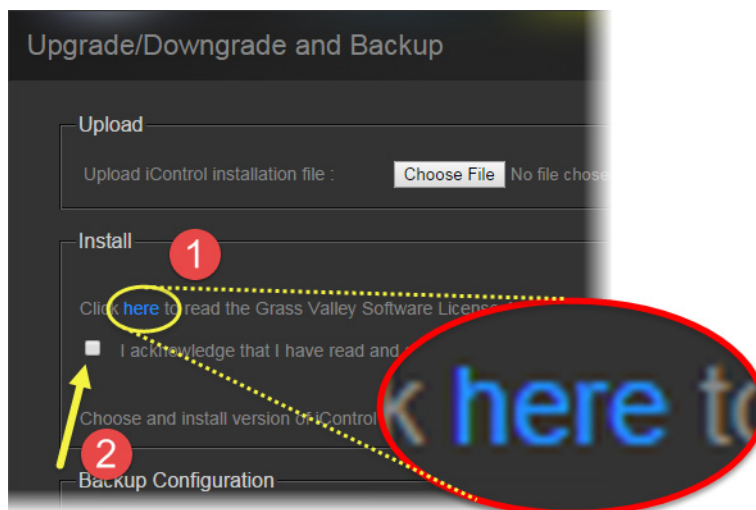 Upgrade/Downgrade and Backup
Upload
Upload iControl installation file :
Choose File No file chose
Install
1
Click here to read the Grass Valley Software License
I acknowledge that I have read and
k here to
Choose and install version of iControl
2
Backup Configuration